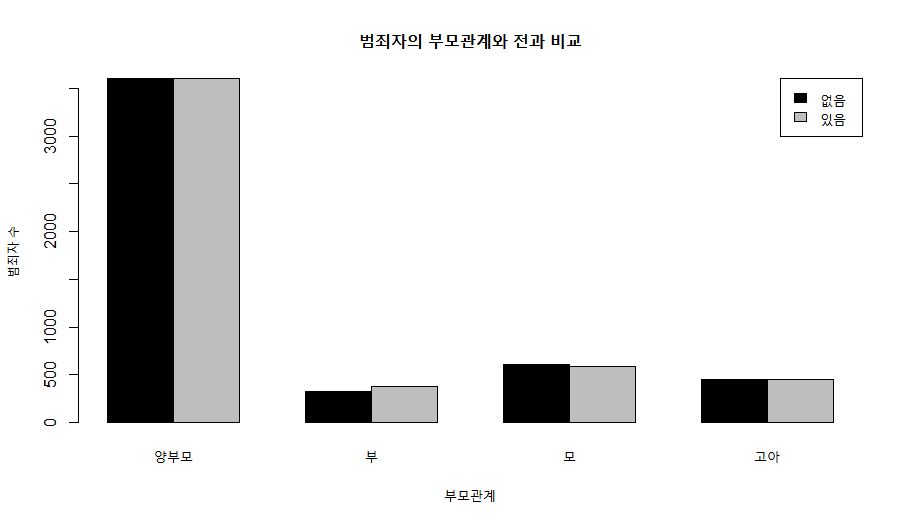 범죄자의 부모관계와 전과 비교
없음
있음
범죄자 수
3000
2000
1000
500
0
양부모 부 모 고아
부모관계